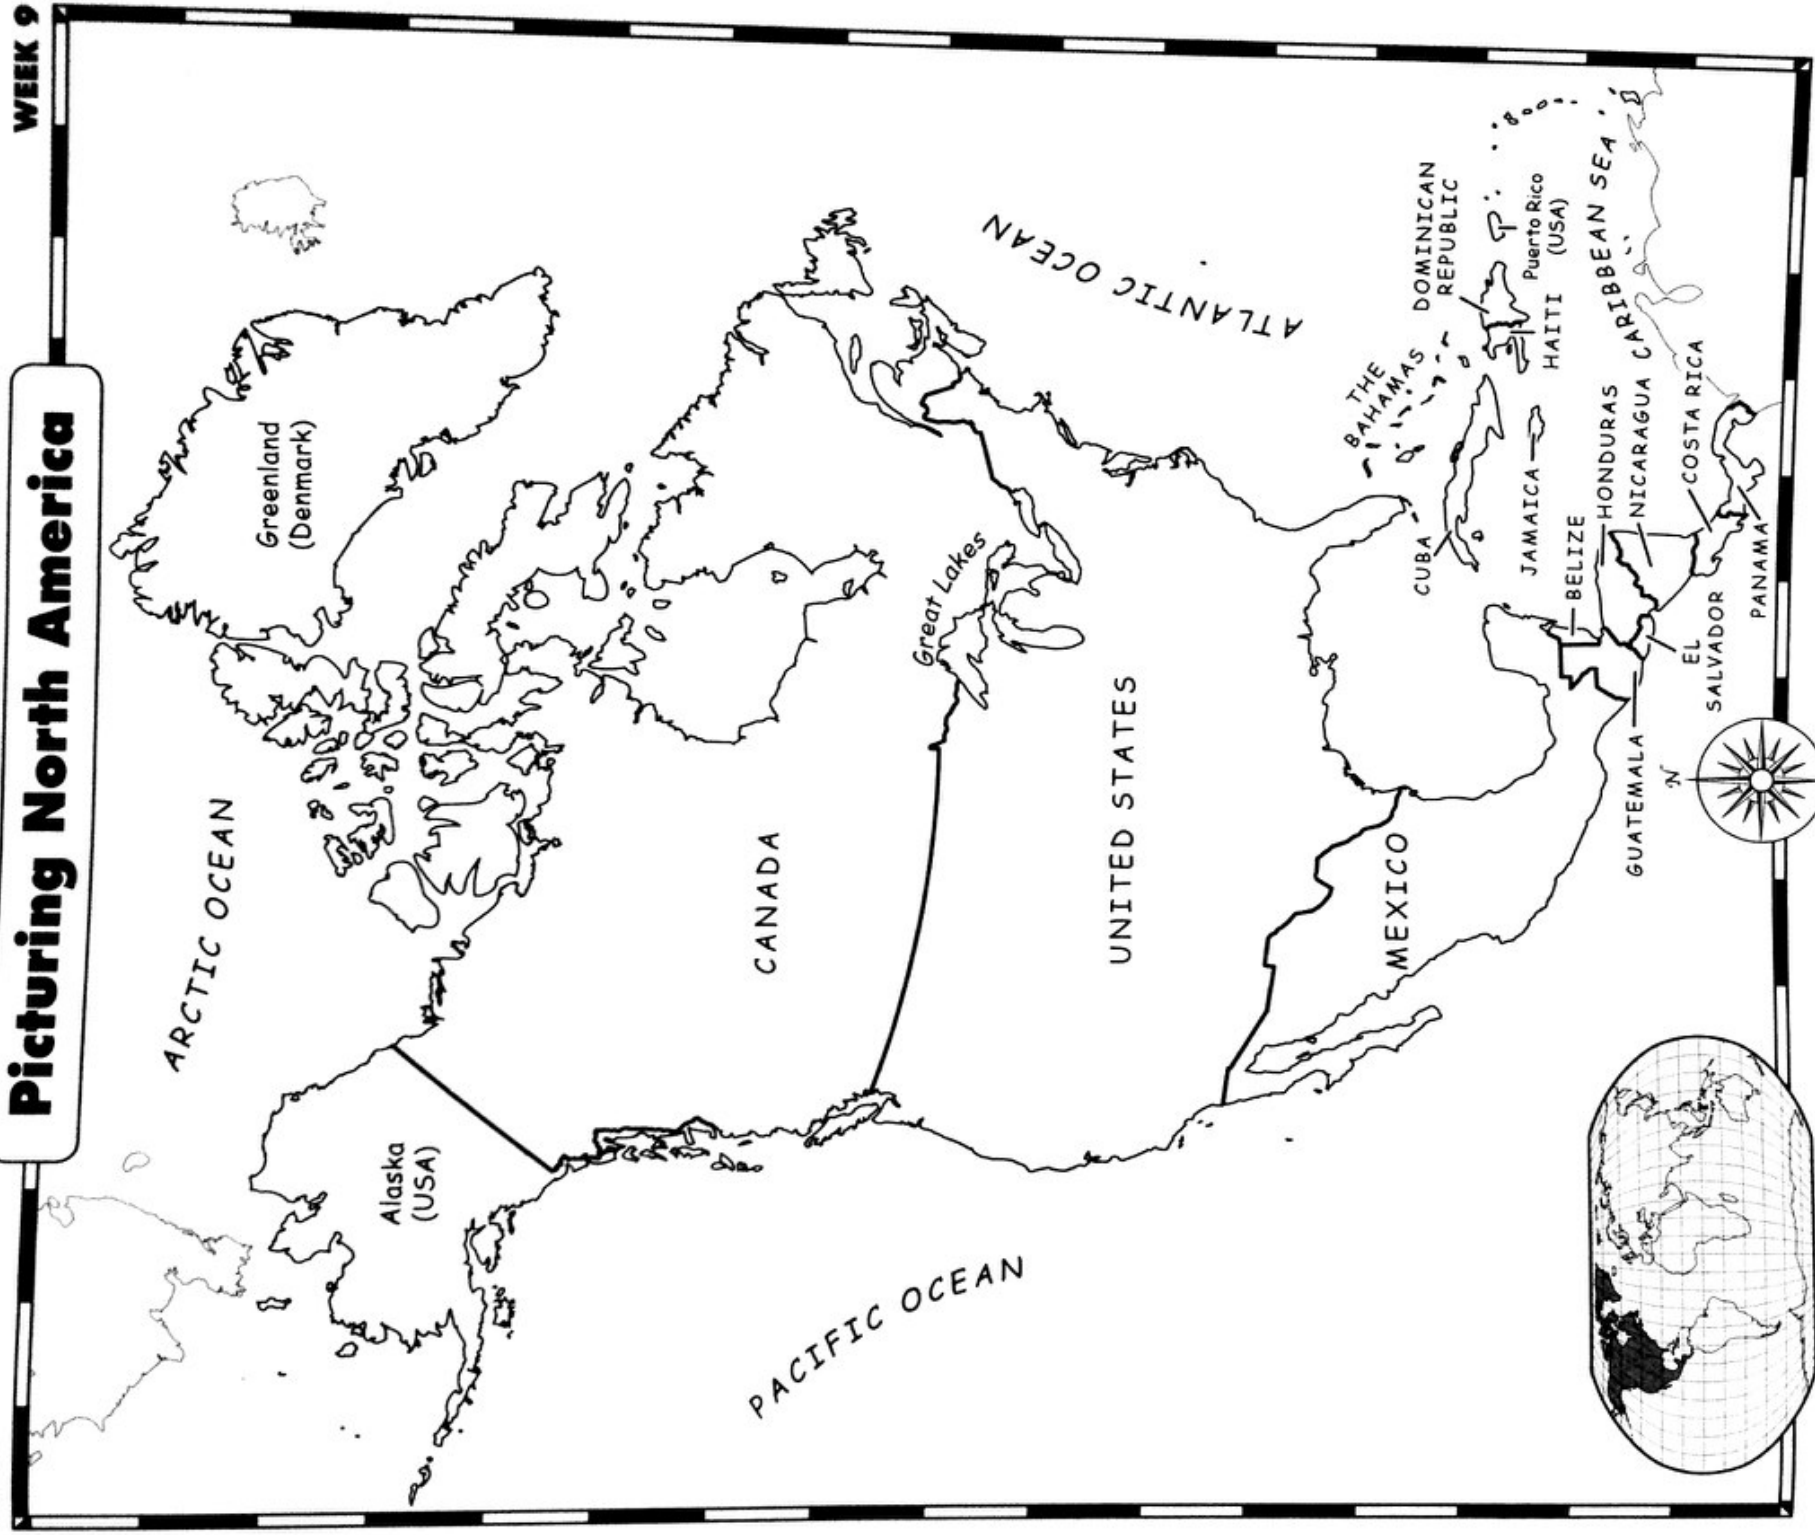 WEEK 9
Picturing North America
ARCTIC OCEAN
Greenland
(Denmark)
Alaska
(USA)
CANADA
Great Lakes
UNITED STATES
ATLANTIC OCEAN
PACIFIC OCEAN
MEXICO
THE
BAHAMAS
CUBA
DOMINICAN
REPUBLIC
Puerto Rico
(USA)
HAITI
JAMAICA
CARIBBEAN SEA
BELIZE
HONDURAS
NICARAGUA
COSTA RICA
GUATEMALA
EL
SALVADOR
PANAMA
N